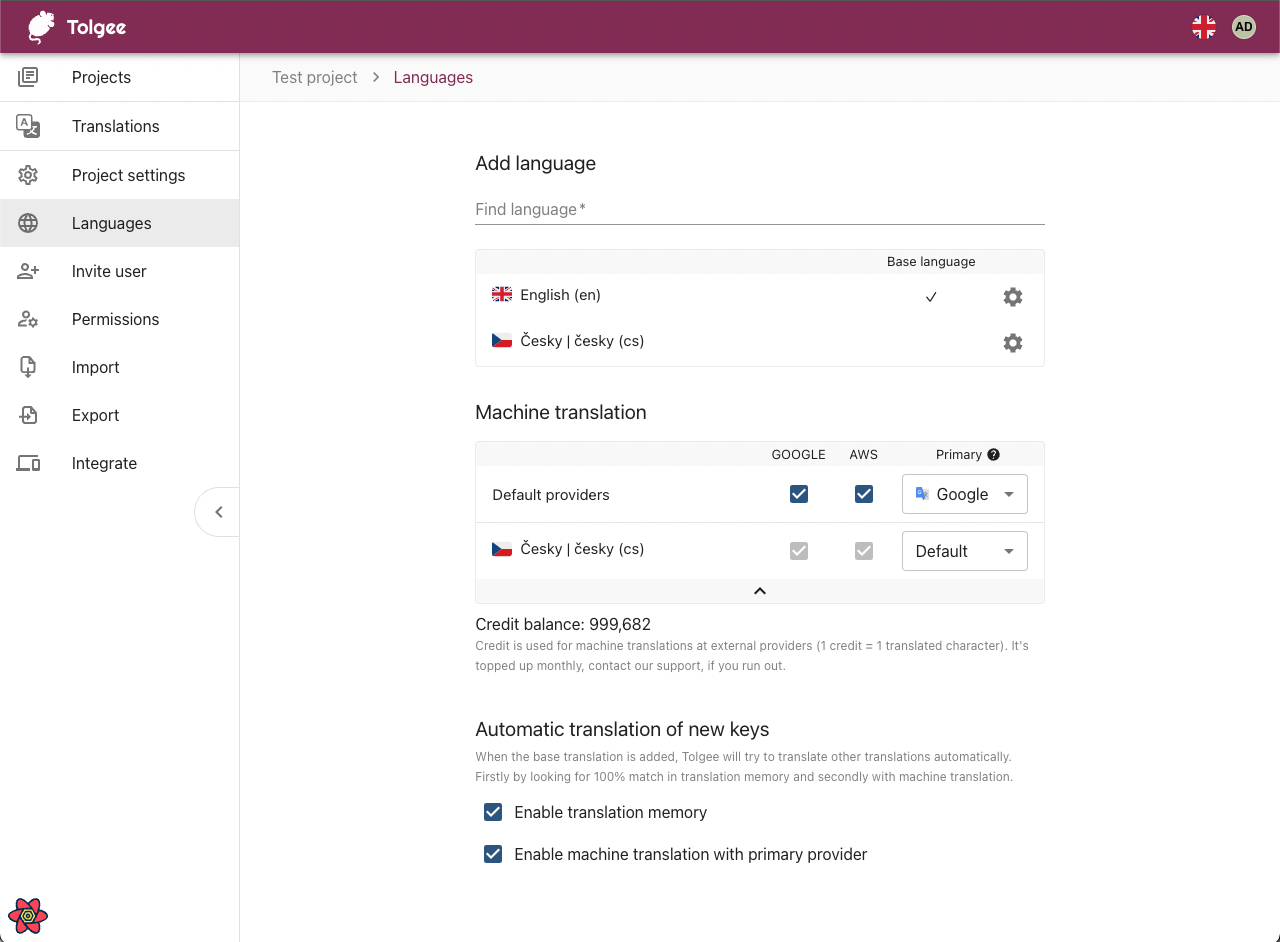 Tolgee
AD
Projects
Translations
Project settings
Languages
Invite user
Permissions
Import
Export
Integrate
Test project > Languages
Add language
Find language *
Base language
English (en)
Česky | česky (cs)
Machine translation
GOOGLE AWS Primary ?
Default providers Google
Česky | česky (cs) Default
Credit balance: 999,682
Credit is used for machine translations at external providers (1 credit = 1 translated character). It's
topped up monthly, contact our support, if you run out.
Automatic translation of new keys
When the base translation is added, Tolgee will try to translate other translations automatically.
Firstly by looking for 100% match in translation memory and secondly with machine translation.
Enable translation memory
Enable machine translation with primary provider